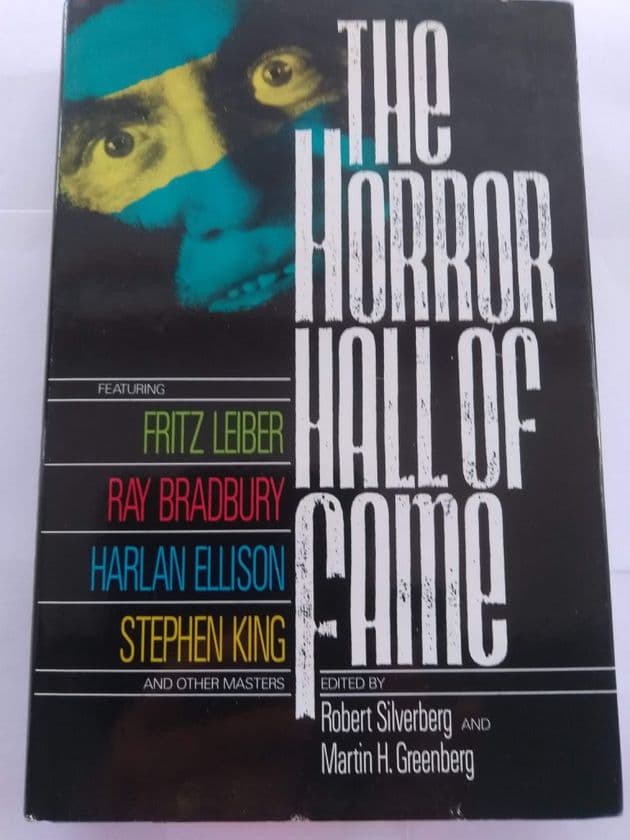 THE
HORROR
HALL OF
FAME
FEATURING
FRITZ LEIBER
RAY BRADBURY
HARLAN ELLISON
STEPHEN KING
AND OTHER MASTERS
EDITED BY
Robert Silverberg AND
Martin H. Greenberg